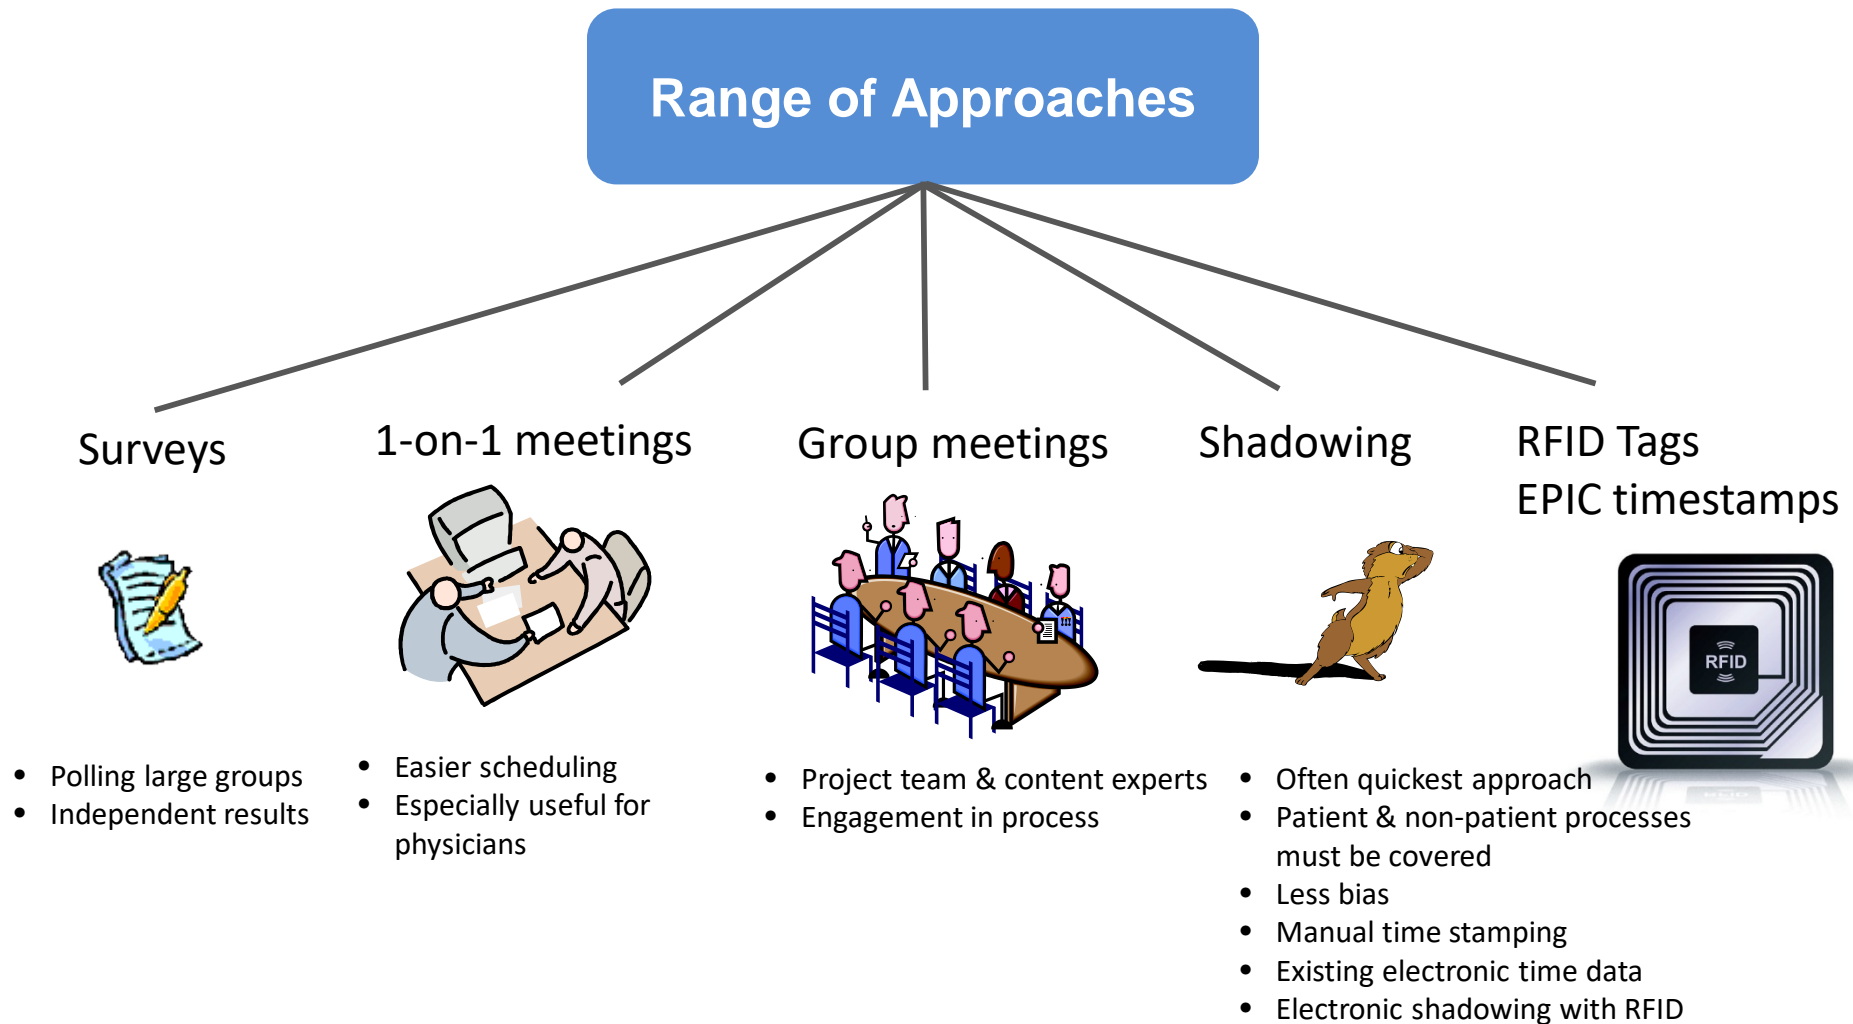 Range of Approaches
Surveys
1-on-1 meetings
Group meetings
Shadowing
RFID Tags
EPIC timestamps
RFID
• Polling large groups
• Independent results
• Easier scheduling
• Especially useful for
physicians
• Project team & content experts
• Engagement in process
• Often quickest approach
• Patient & non-patient processes
must be covered
• Less bias
• Manual time stamping
• Existing electronic time data
• Electronic shadowing with RFID